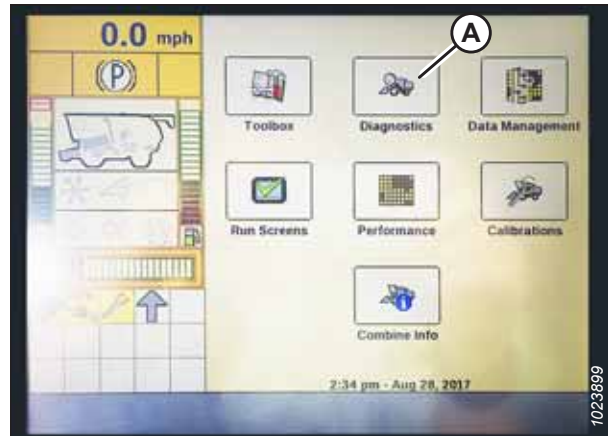 0.0 mph
A
(P)
Toolbox
Diagnostics
Data Management
Run Screens
Performance
Calibrations
Combine Info
2:34 pm - Aug 28, 2017
1023899